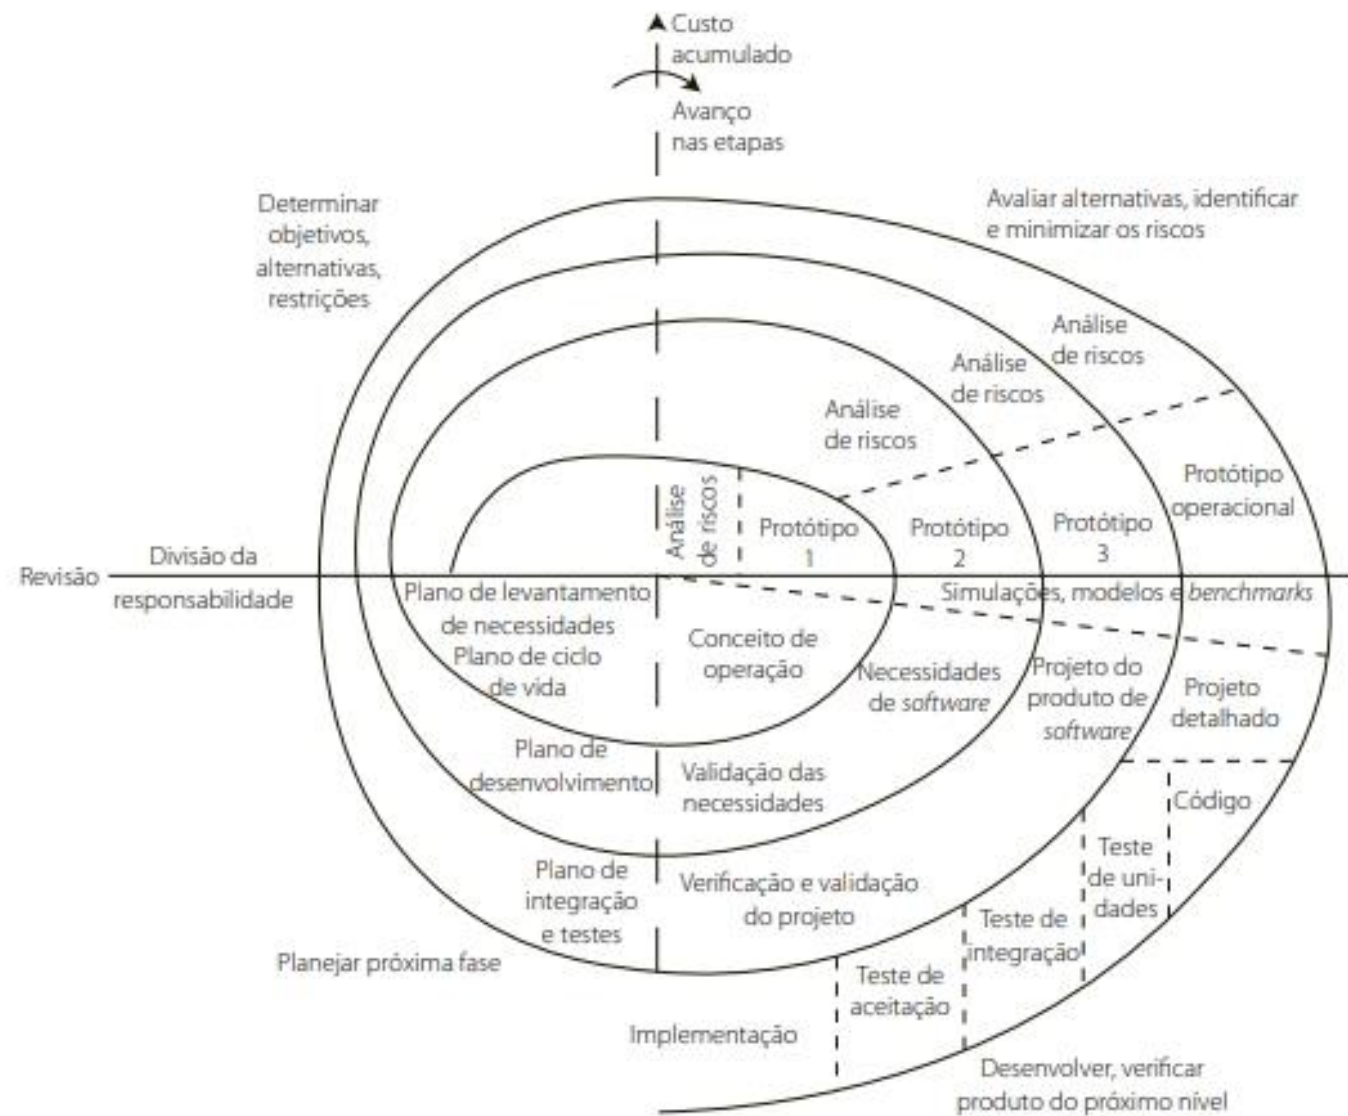 Custo
acumulado
Avanço
nas etapas
Determinar
objetivos,
alternativas,
restrições
Avaliar alternativas, identificar
e minimizar os riscos
Análise
de riscos
Análise
de riscos
Análise
de riscos
Análise
de riscos
Protótipo
1
Protótipo
2
Protótipo
3
Protótipo
operacional
Revisão
Divisão da
responsabilidade
Simulações, modelos e benchmarks
Plano de levantamento
de necessidades
Plano de ciclo
de vida
Conceito de
operação
Necessidades
de software
Projeto do
produto de
software
Projeto
detalhado
Plano de
desenvolvimento
Validação das
necessidades
Código
Teste
de uni-
dades
Plano de
integração
e testes
Verificação e validação
do projeto
Teste de
integração
Planejar próxima fase
Teste de
aceitação
Implementação
Desenvolver, verificar
produto do próximo nível